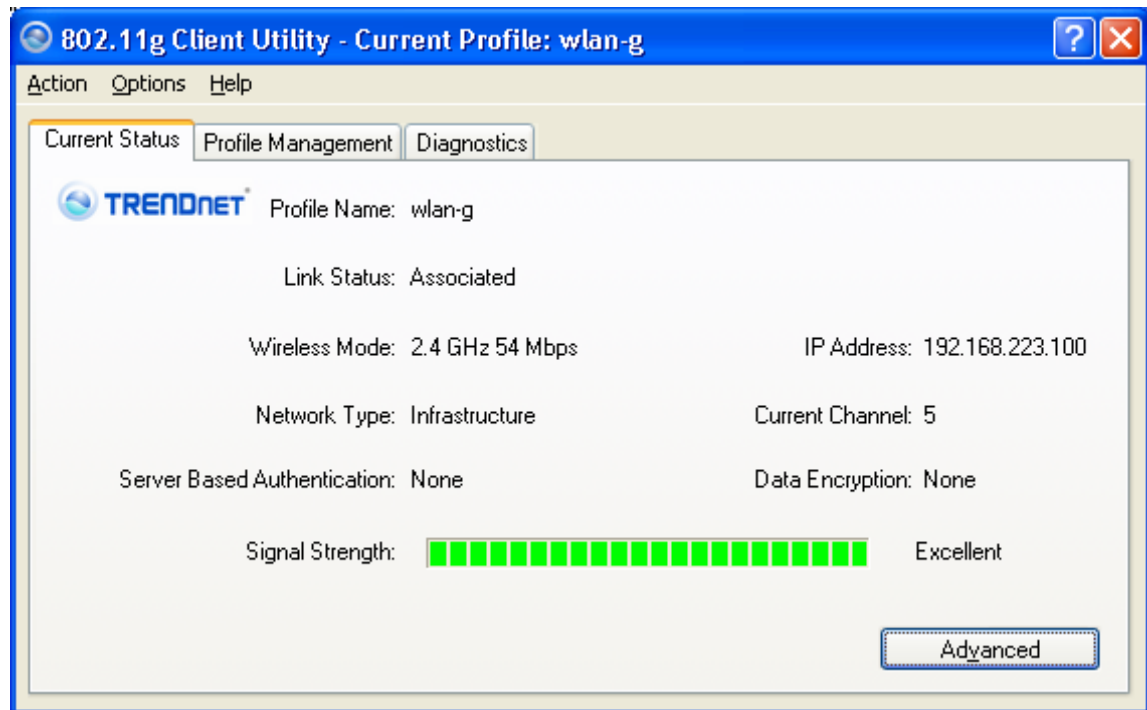 802.11g Client Utility - Current Profile: wlan-g
?
Action Options Help
Current Status Profile Management Diagnostics
TRENDnet
Profile Name: wlan-g
Link Status: Associated
Wireless Mode: 2.4 GHz 54 Mbps IP Address: 192.168.223.100
Network Type: Infrastructure Current Channel: 5
Server Based Authentication: None Data Encryption: None
Signal Strength: Excellent
Advanced